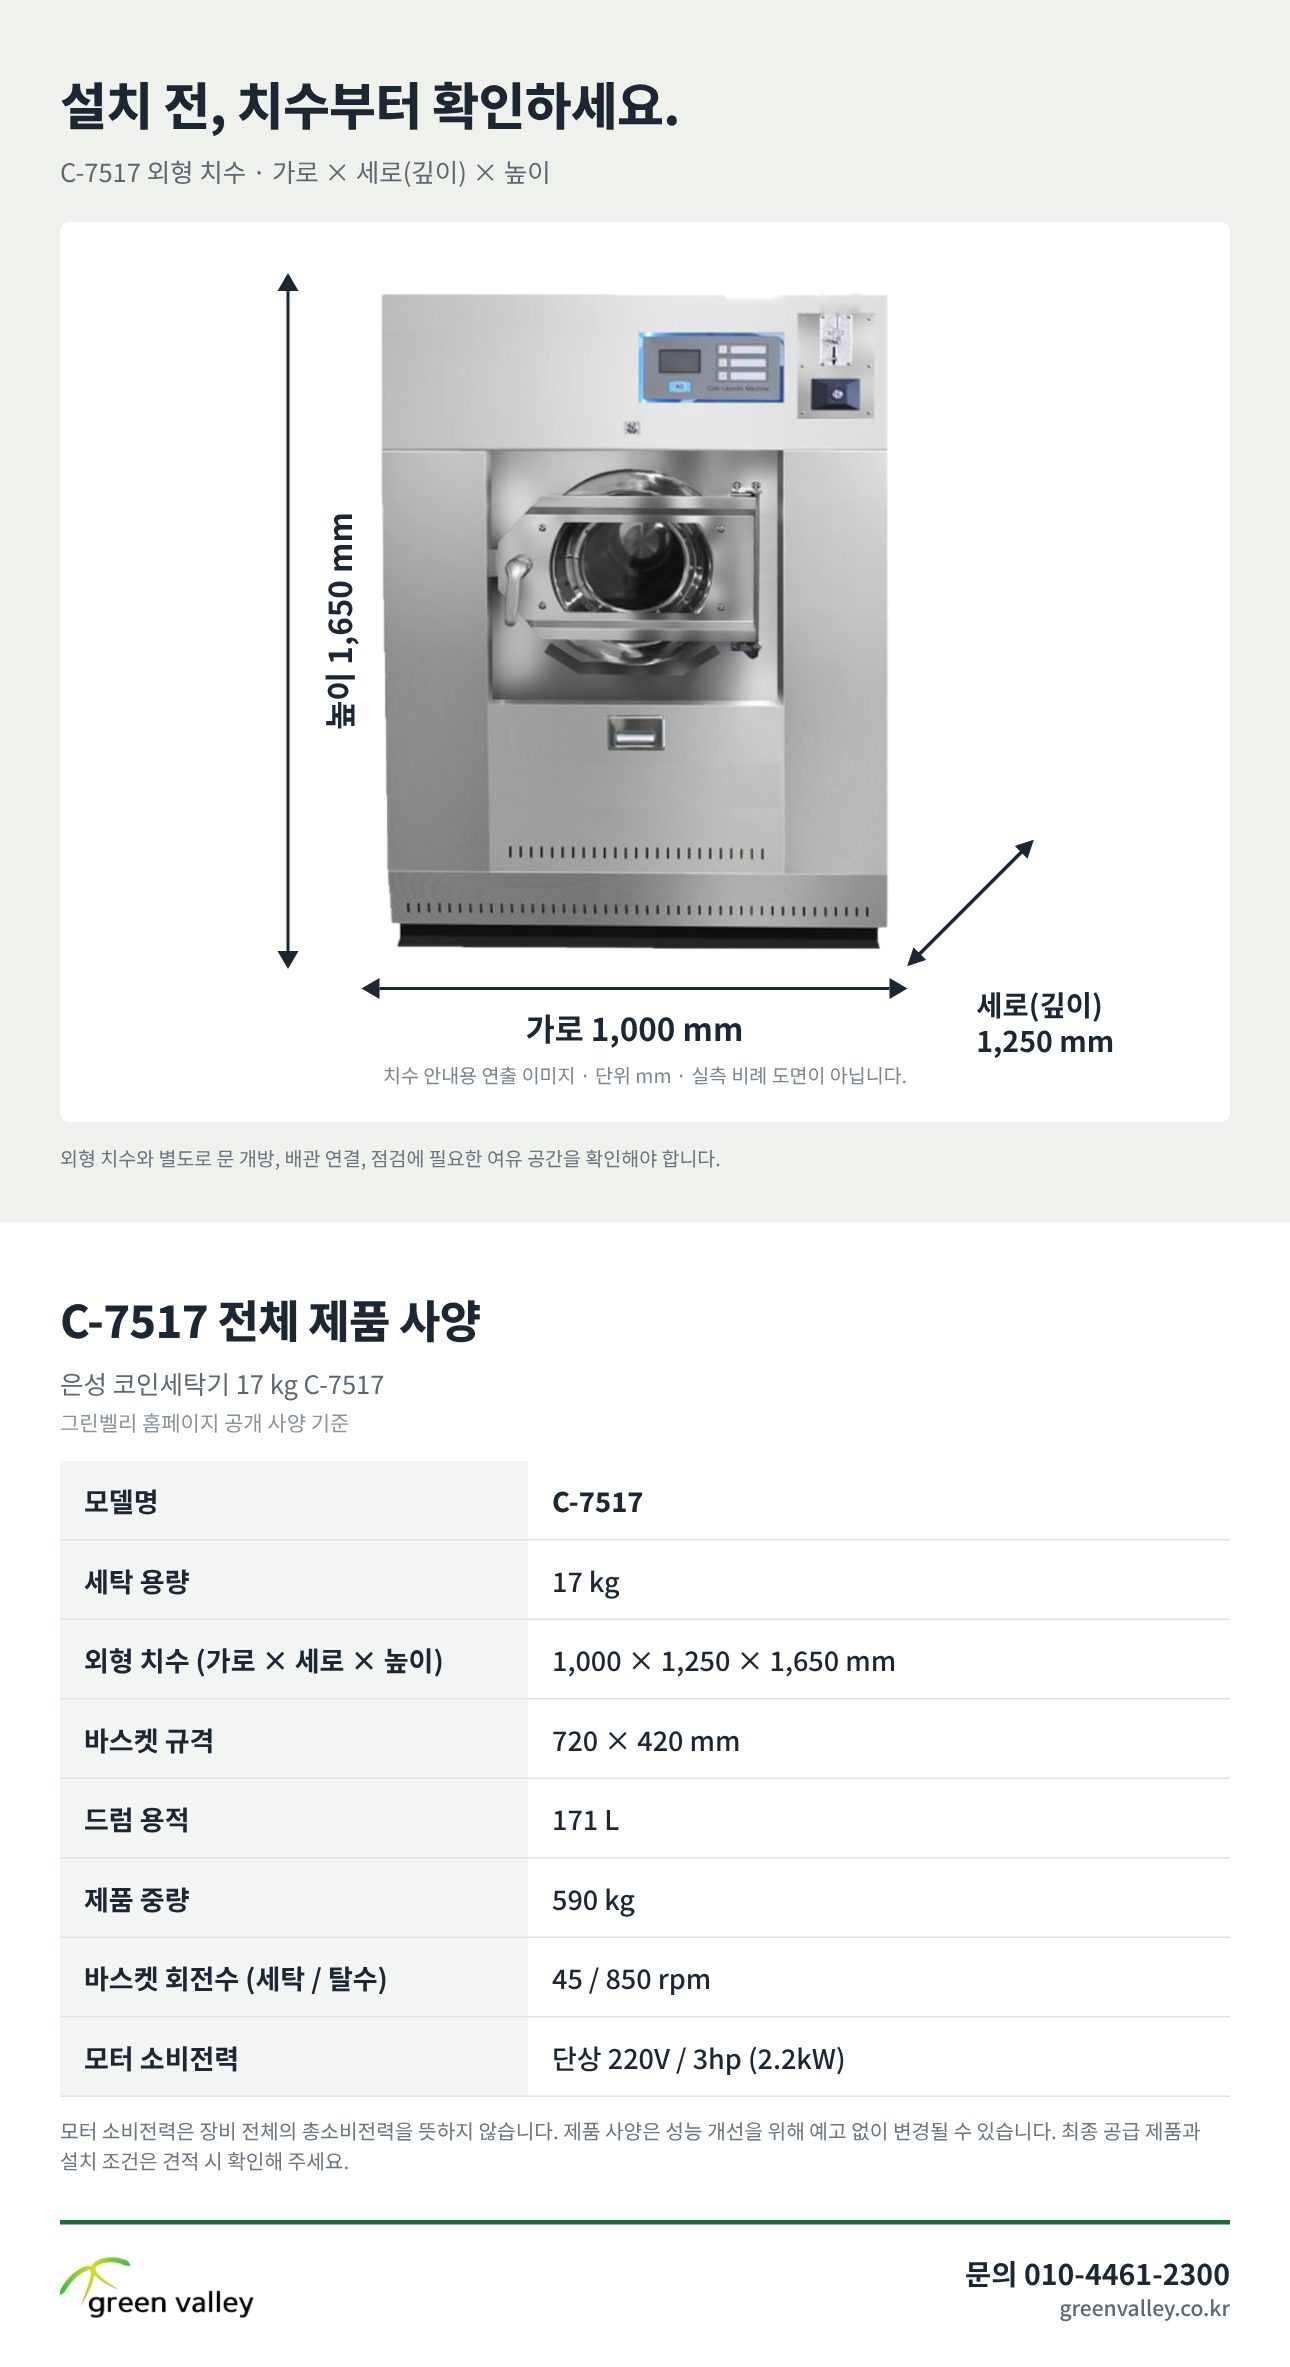 설치 전, 치수부터 확인하세요.
C-7517 외형 치수 · 가로 × 세로(깊이) × 높이
높이 1,650 mm
가로 1,000 mm
세로(깊이)
1,250 mm
치수 안내용 연출 이미지 · 단위 mm · 실측 비례 도면이 아닙니다.
외형 치수와 별도로 문 개방, 배관 연결, 점검에 필요한 여유 공간을 확인해야 합니다.
C-7517 전체 제품 사양
은성 코인세탁기 17 kg C-7517
그린벨리 홈페이지 공개 사양 기준
모델명 C-7517
세탁 용량 17 kg
외형 치수 (가로 × 세로 × 높이) 1,000 × 1,250 × 1,650 mm
바스켓 규격 720 × 420 mm
드럼 용적 171 L
제품 중량 590 kg
바스켓 회전수 (세탁 / 탈수) 45 / 850 rpm
모터 소비전력 단상 220V / 3hp (2.2kW)
모터 소비전력은 장비 전체의 총소비전력을 뜻하지 않습니다. 제품 사양은 성능 개선을 위해 예고 없이 변경될 수 있습니다. 최종 공급 제품과
설치 조건은 견적 시 확인해 주세요.
green valley
문의 010-4461-2300
greenvalley.co.kr